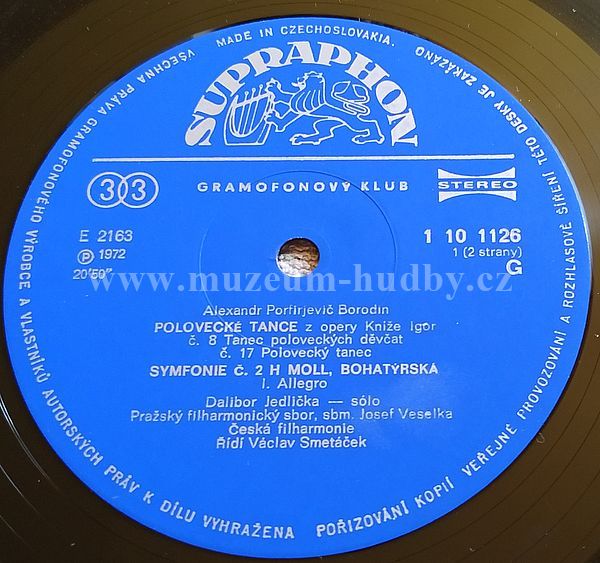 VŠECHNA PRÁVA GRAMOFONOVÉHO VÝROBCE A VLASTNÍKŮ AUTORSKÝCH PRÁV K DÍLU VYHRAŽENA
POŘIZOVÁNÍ KOPIÍ VEŘEJNÉ PROVOZOVÁNÍ A ROZHLASOVÉ ŠÍŘENÍ TÉTO DESKY JE ZAKÁZÁNO
MADE IN CZECHOSLOVAKIA.
SUPRAPHON
33
GRAMOFONOVÝ KLUB
STEREO
E 2163
1 10 1126
Ⓟ 1972
1 (2 strany)
20'50"
G
www.muzeum-hudby.cz
Alexandr Porfirjevič Borodin
POLOVECKÉ TANCE z opery Kníže Igor
č. 8 Tanec poloveckých děvčat
č. 17 Polovecký tanec
SYMFONIE Č. 2 H MOLL, BOHATÝRSKÁ
I. Allegro
Dalibor Jedlička — sólo
Pražský filharmonický sbor, sbm. Josef Veselka
Česká filharmonie
Řídí Václav Smetáček